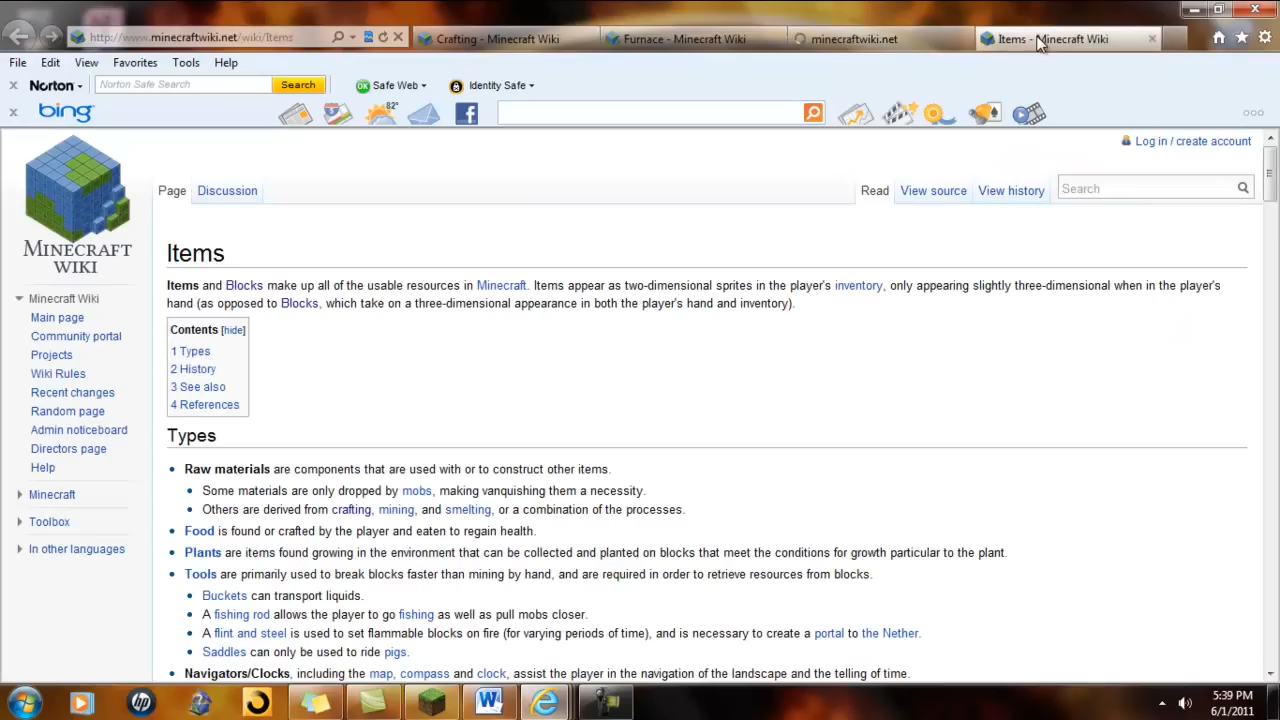 http://www.minecraftwiki.net/wiki/Items
Crafting - Minecraft Wiki
Furnace - Minecraft Wiki
minecraftwiki.net
Items - Minecraft Wiki
File Edit View Favorites Tools Help
Norton
Norton Safe Search
Search
OK Safe Web
Identity Safe
bing
82°
Log in / create account
Page Discussion
Read View source View history
Search
MINECRAFT
WIKI
Minecraft Wiki
Main page
Community portal
Projects
Wiki Rules
Recent changes
Random page
Admin noticeboard
Directors page
Help
Minecraft
Toolbox
In other languages
Items
Items and Blocks make up all of the usable resources in Minecraft. Items appear as two-dimensional sprites in the player's inventory, only appearing slightly three-dimensional when in the player's
hand (as opposed to Blocks, which take on a three-dimensional appearance in both the player's hand and inventory).
Contents [hide]
1 Types
2 History
3 See also
4 References
Types
Raw materials are components that are used with or to construct other items.
Some materials are only dropped by mobs, making vanquishing them a necessity.
Others are derived from crafting, mining, and smelting, or a combination of the processes.
Food is found or crafted by the player and eaten to regain health.
Plants are items found growing in the environment that can be collected and planted on blocks that meet the conditions for growth particular to the plant.
Tools are primarily used to break blocks faster than mining by hand, and are required in order to retrieve resources from blocks.
Buckets can transport liquids.
A fishing rod allows the player to go fishing as well as pull mobs closer.
A flint and steel is used to set flammable blocks on fire (for varying periods of time), and is necessary to create a portal to the Nether.
Saddles can only be used to ride pigs.
Navigators/Clocks, including the map, compass and clock, assist the player in the navigation of the landscape and the telling of time.
5:39 PM
6/1/2011